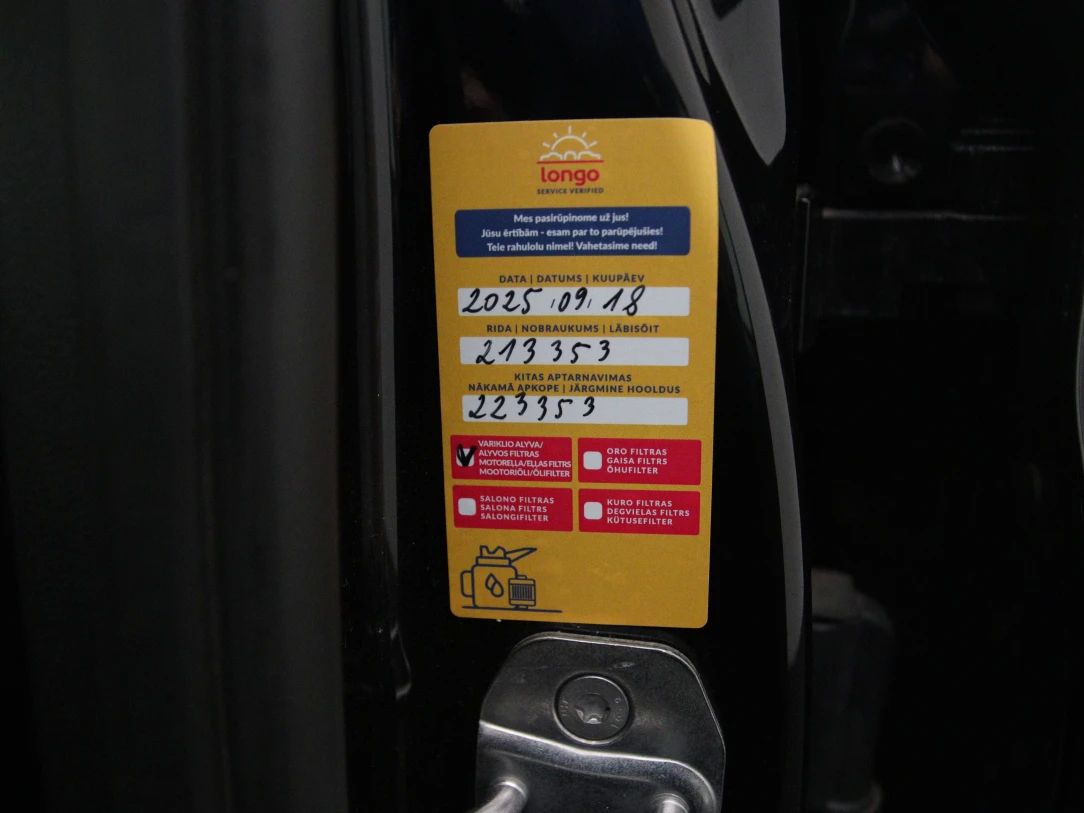 longo
SERVICE VERIFIED
Mes pasirūpinome už jus!
Jūsu ērtībām - esam par to parūpējušies!
Teie rahulolu nimel! Vahetasime need!
DATA | DATUMS | KUUPÄEV
2025.09.18
RIDA | NOBRAUKUMS | LÄBISÕIT
213353
KITAS APTARNAVIMAS
NĀKAMĀ APKOPE | JÄRGMINE HOOLDUS
223353
VARIKLIO ALYVA/
ALYVOS FILTRAS
MOTOREĻĻA/EĻĻAS FILTRS
MOOTORIÕLI/ÕLIFILTER
ORO FILTRAS
GAISA FILTRS
ÕHUFILTER
SALONO FILTRAS
SALONA FILTRS
SALONGIFILTER
KURO FILTRAS
DEGVIELAS FILTRS
KÜTUSEFILTER